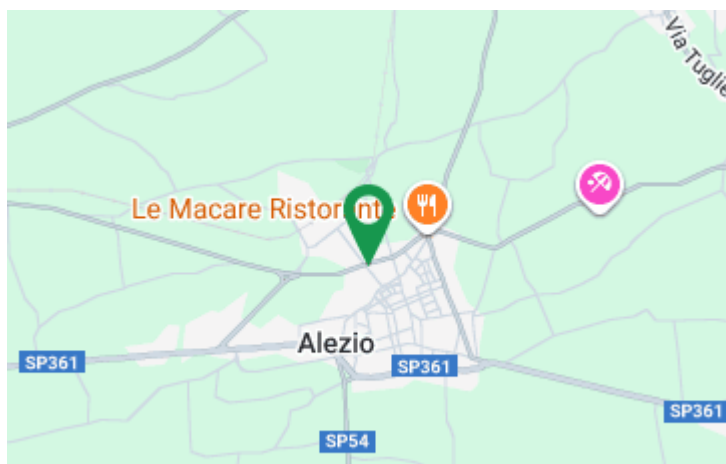 Via Tuglie
Le Macare Ristorante
Alezio
SP361
SP361
SP361
SP54